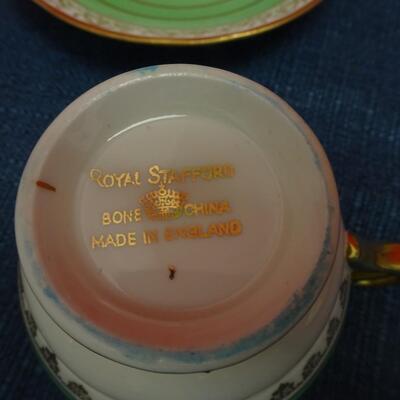 ROYAL STAFFORD
BONE CHINA
MADE IN ENGLAND